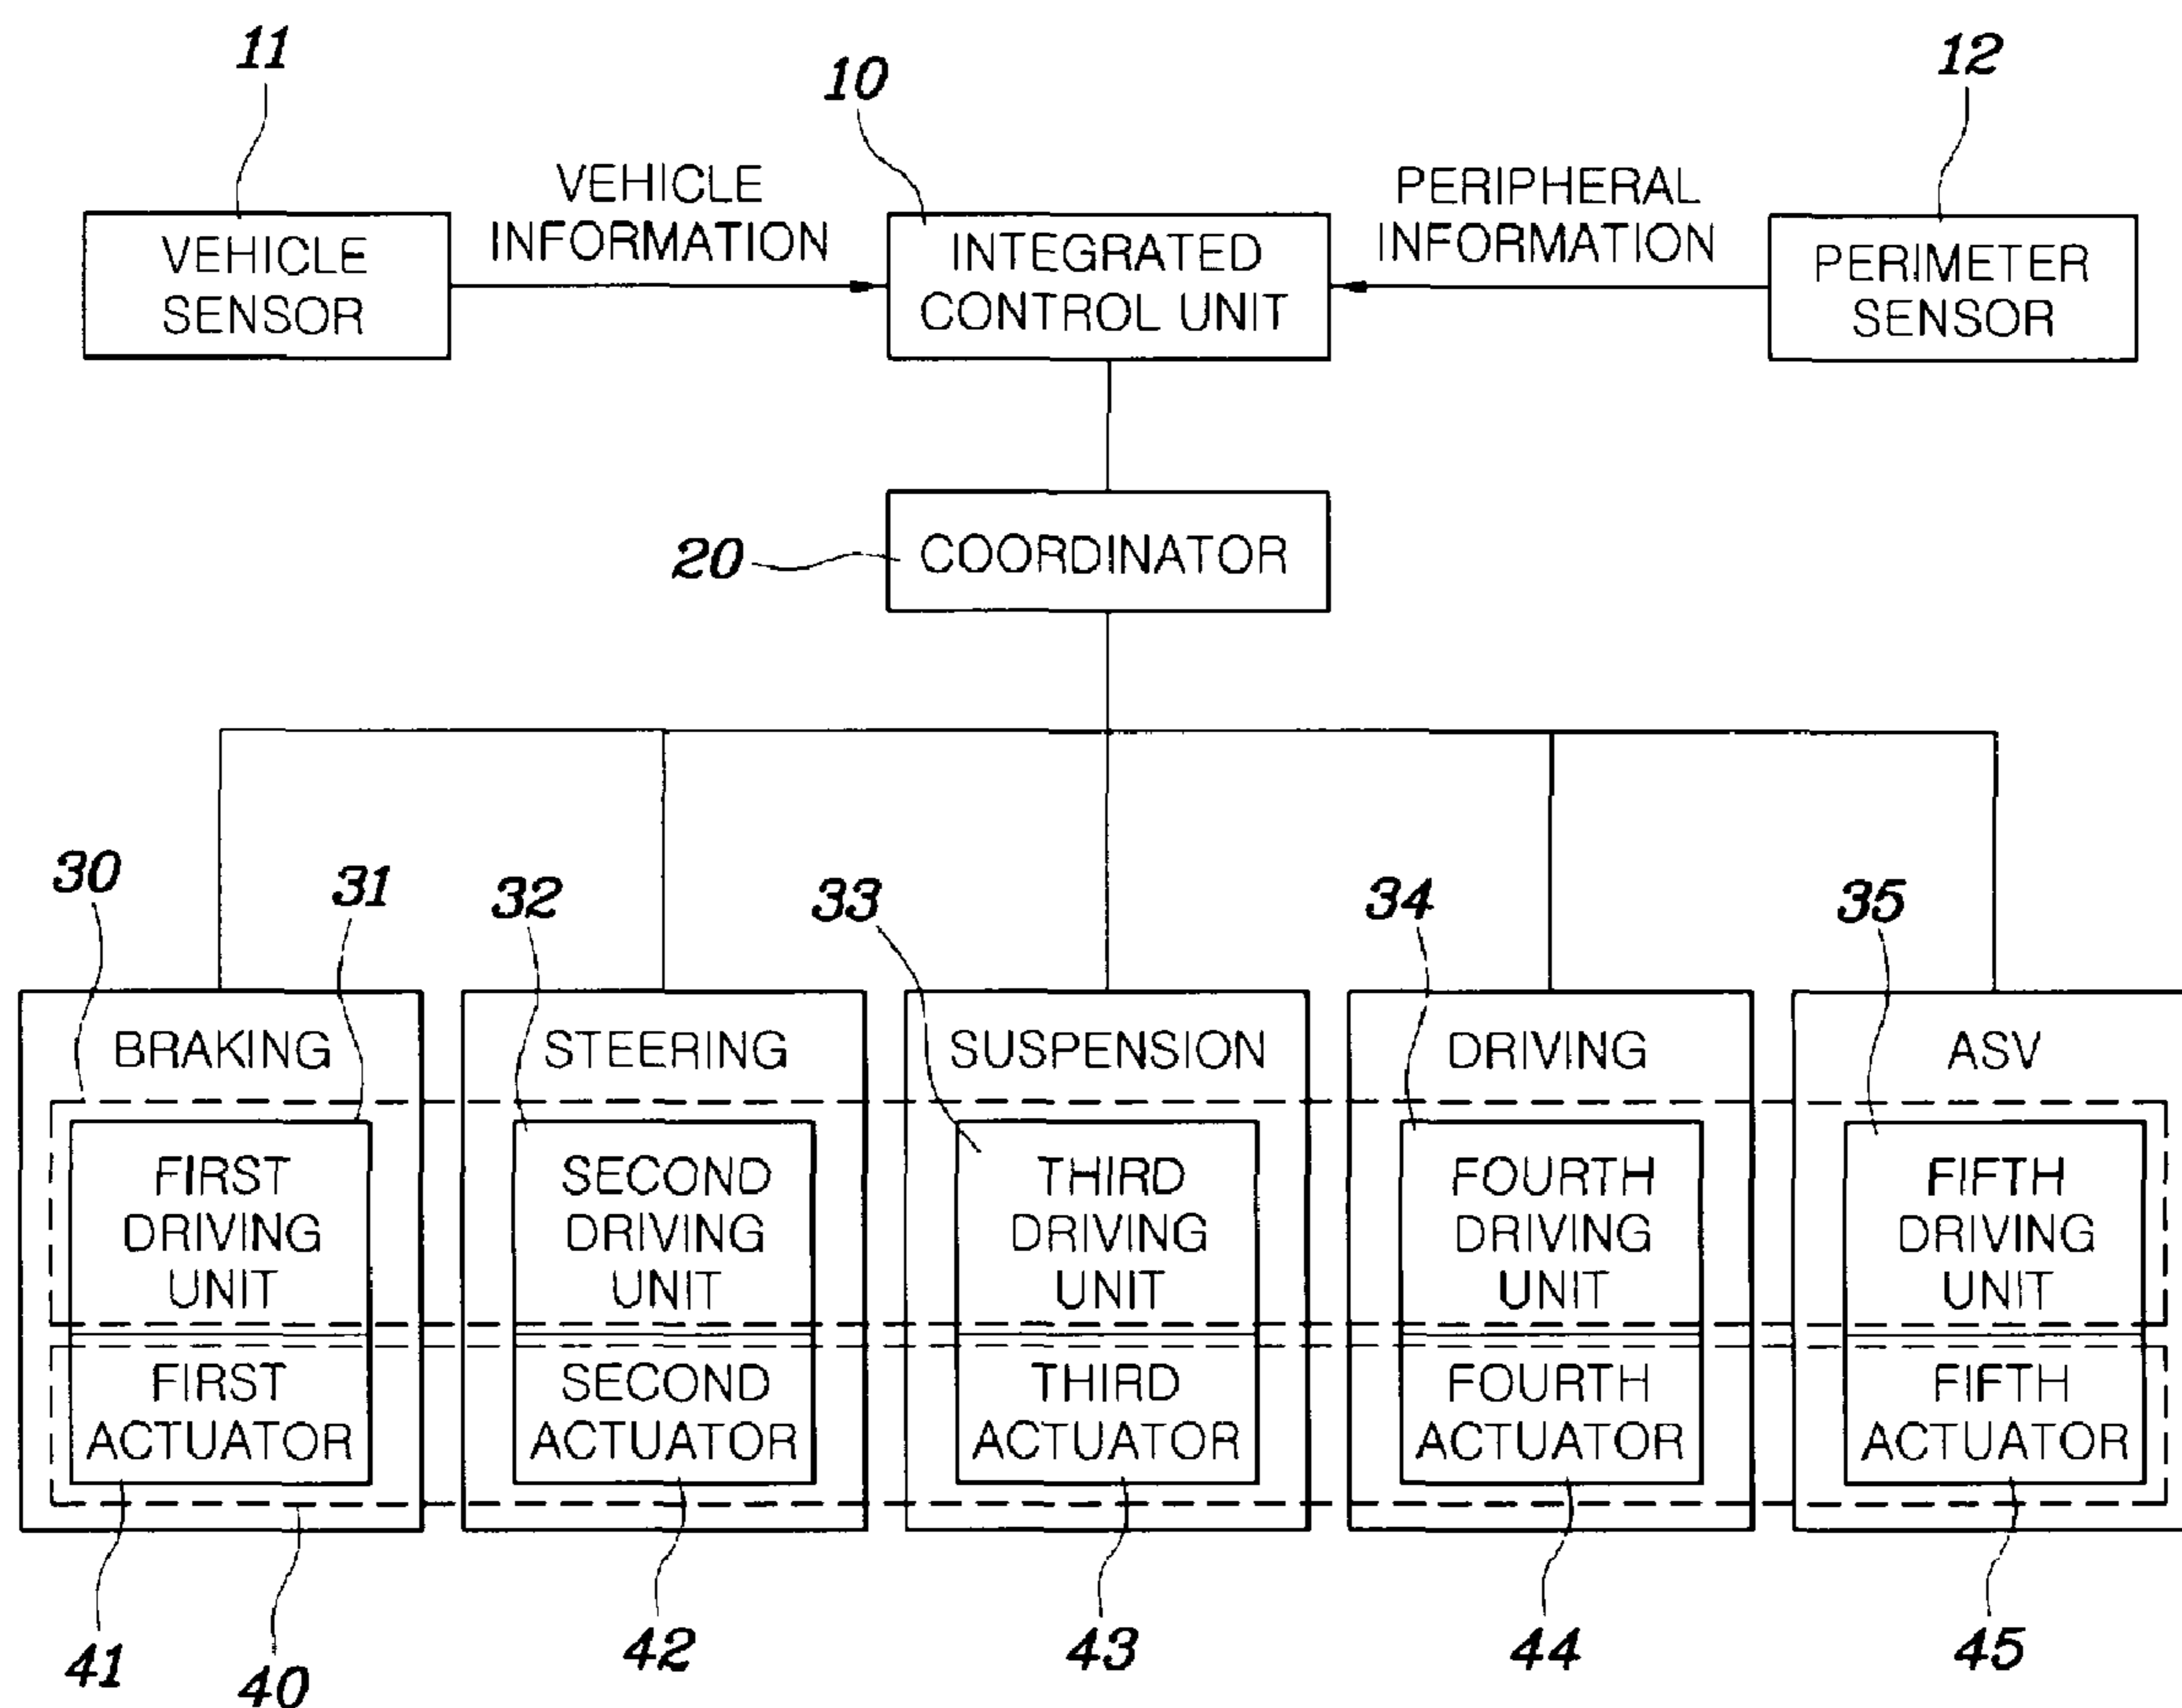 11
10
12
VEHICLE
INFORMATION
PERIPHERAL
INFORMATION
VEHICLE
SENSOR
INTEGRATED
CONTROL UNIT
PERIMETER
SENSOR
20
COORDINATOR
30
31
32
33
34
35
BRAKING
STEERING
SUSPENSION
DRIVING
ASV
FIRST
DRIVING
UNIT
SECOND
DRIVING
UNIT
THIRD
DRIVING
UNIT
FOURTH
DRIVING
UNIT
FIFTH
DRIVING
UNIT
FIRST
ACTUATOR
SECOND
ACTUATOR
THIRD
ACTUATOR
FOURTH
ACTUATOR
FIFTH
ACTUATOR
41
40
42
43
44
45